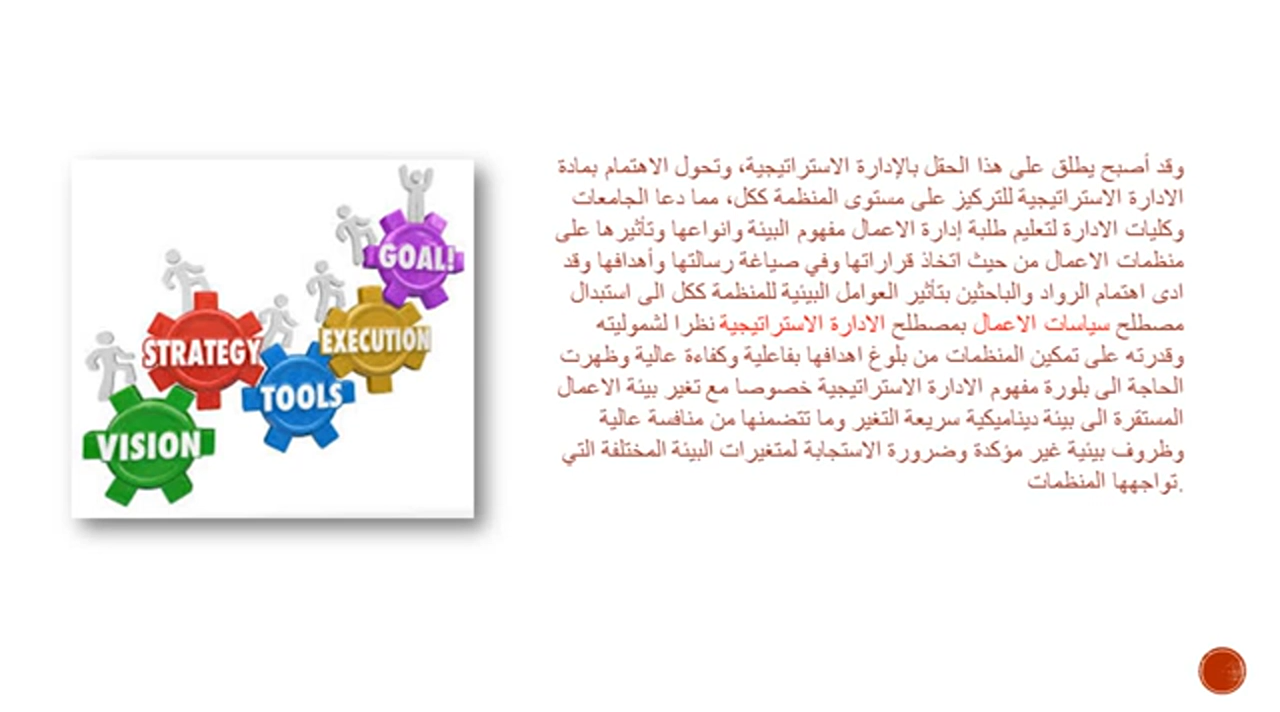 وقد أصبح يطلق على هذا الحقل بالإدارة الاستراتيجية، وتحول الاهتمام بمادة
الادارة الاستراتيجية للتركيز على مستوى المنظمة ككل، مما دعا الجامعات
وكليات الادارة لتعليم طلبة إدارة الاعمال مفهوم البيئة وانواعها وتأثيرها على
منظمات الاعمال من حيث اتخاذ قراراتها وفي صياغة رسالتها وأهدافها وقد
ادى اهتمام الرواد والباحثين بتأثير العوامل البيئية للمنظمة ككل الى استبدال
مصطلح سياسات الاعمال بمصطلح الادارة الاستراتيجية نظرا لشموليته
وقدرته على تمكين المنظمات من بلوغ اهدافها بفاعلية وكفاءة عالية وظهرت
الحاجة الى بلورة مفهوم الادارة الاستراتيجية خصوصا مع تغير بيئة الاعمال
المستقرة الى بيئة ديناميكية سريعة التغير وما تتضمنها من منافسة عالية
وظروف بيئية غير مؤكدة وضرورة الاستجابة لمتغيرات البيئة المختلفة التي
.تواجهها المنظمات
GOAL!
EXECUTION
STRATEGY
TOOLS
VISION